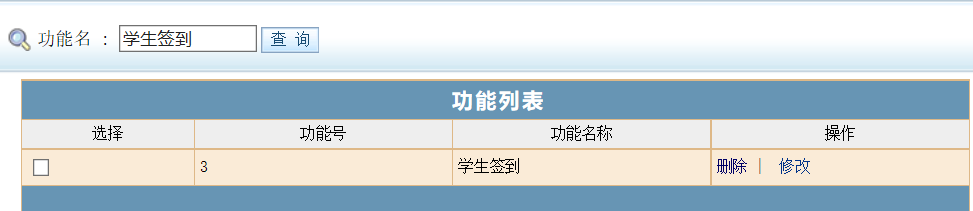 功能名 ： 学生签到 查 询
功能列表
选择 功能号 功能名称 操作
3 学生签到 删除 | 修改